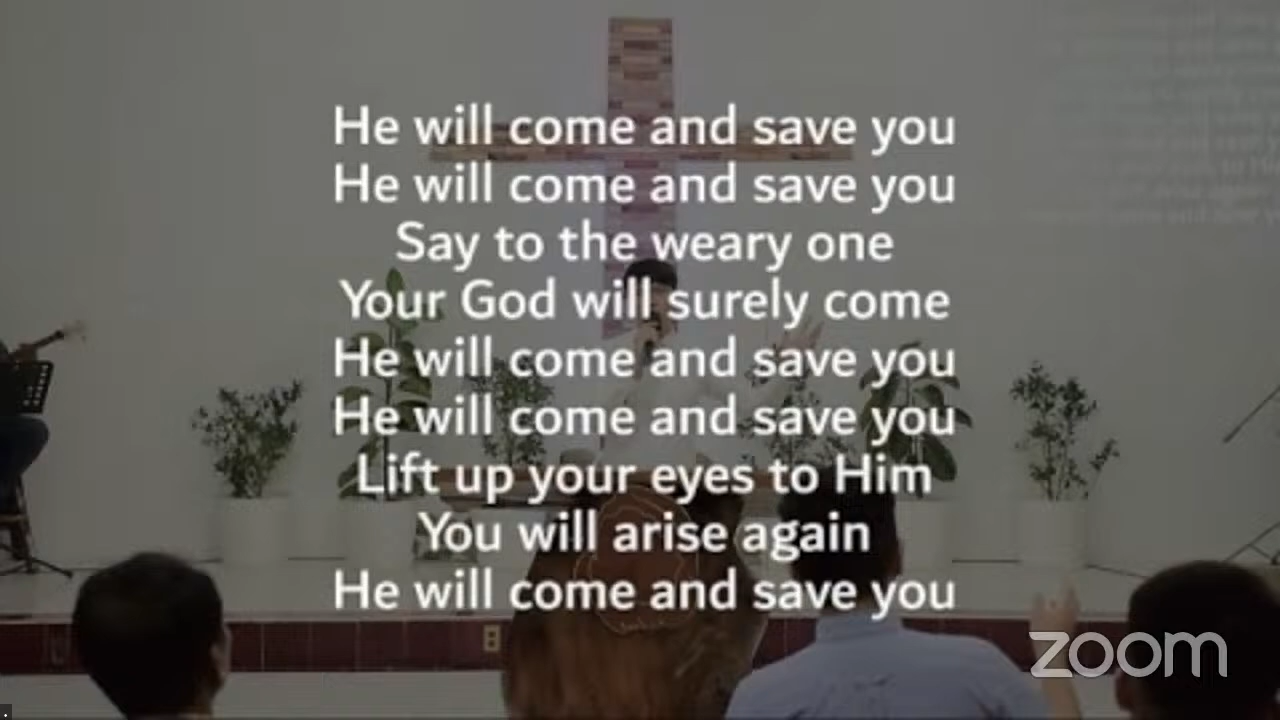 He will come and save you
He will come and save you
Say to the weary one
Your God will surely come
He will come and save you
He will come and save you
Lift up your eyes to Him
You will arise again
He will come and save you
zoom